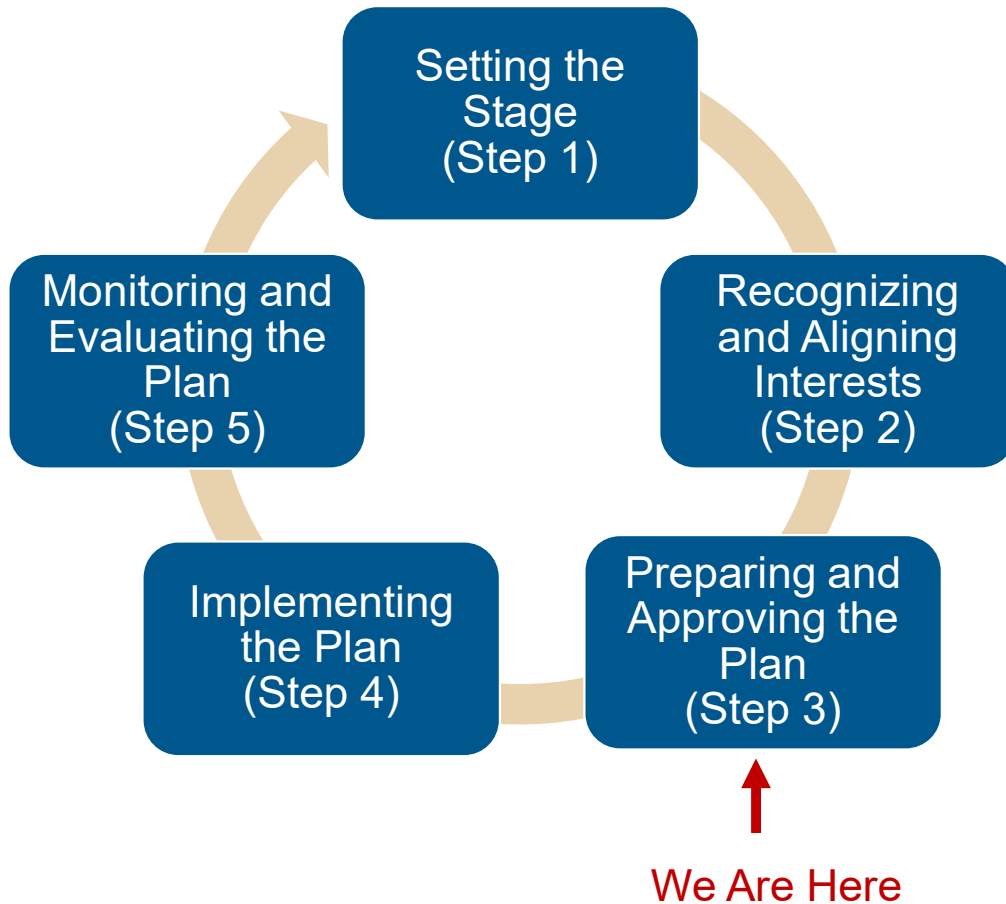 Setting the
Stage
(Step 1)
Recognizing
and Aligning
Interests
(Step 2)
Preparing and
Approving the
Plan
(Step 3)
Implementing
the Plan
(Step 4)
Monitoring and
Evaluating the
Plan
(Step 5)
We Are Here